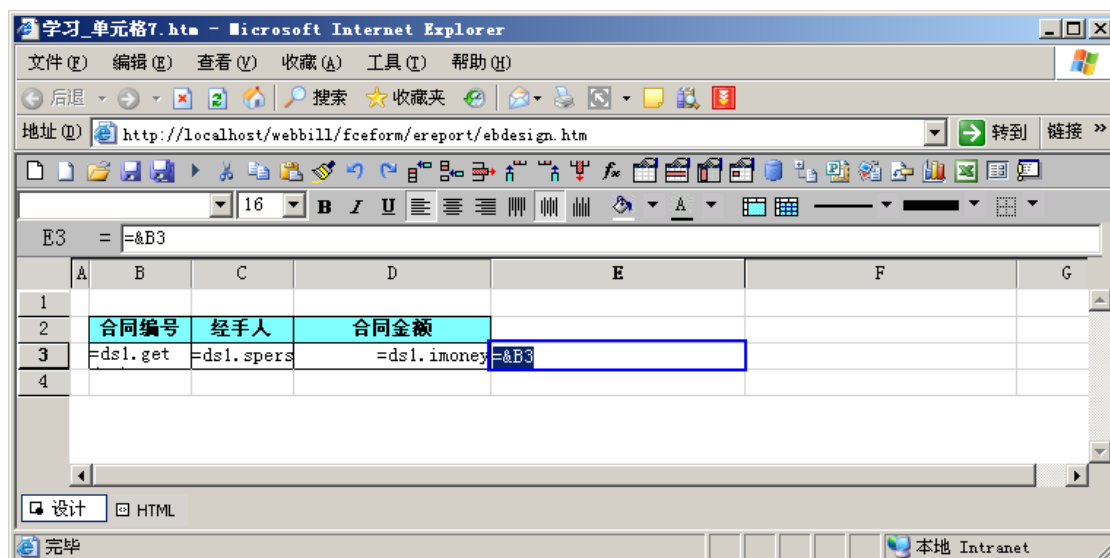 学习_单元格7.htm - Microsoft Internet Explorer
文件(F) 编辑(E) 查看(V) 收藏(A) 工具(T) 帮助(H)
后退 搜索 收藏夹
地址(D) http://localhost/webbill/fceform/ereport/ebdesign.htm 转到 链接 »
16 B I U A
E3 = =&B3
A B C D E F G
1
2 合同编号 经手人 合同金额
3 =ds1.get =ds1.spers =ds1.imoney =&B3
4
设计 HTML
完毕 本地 Intranet